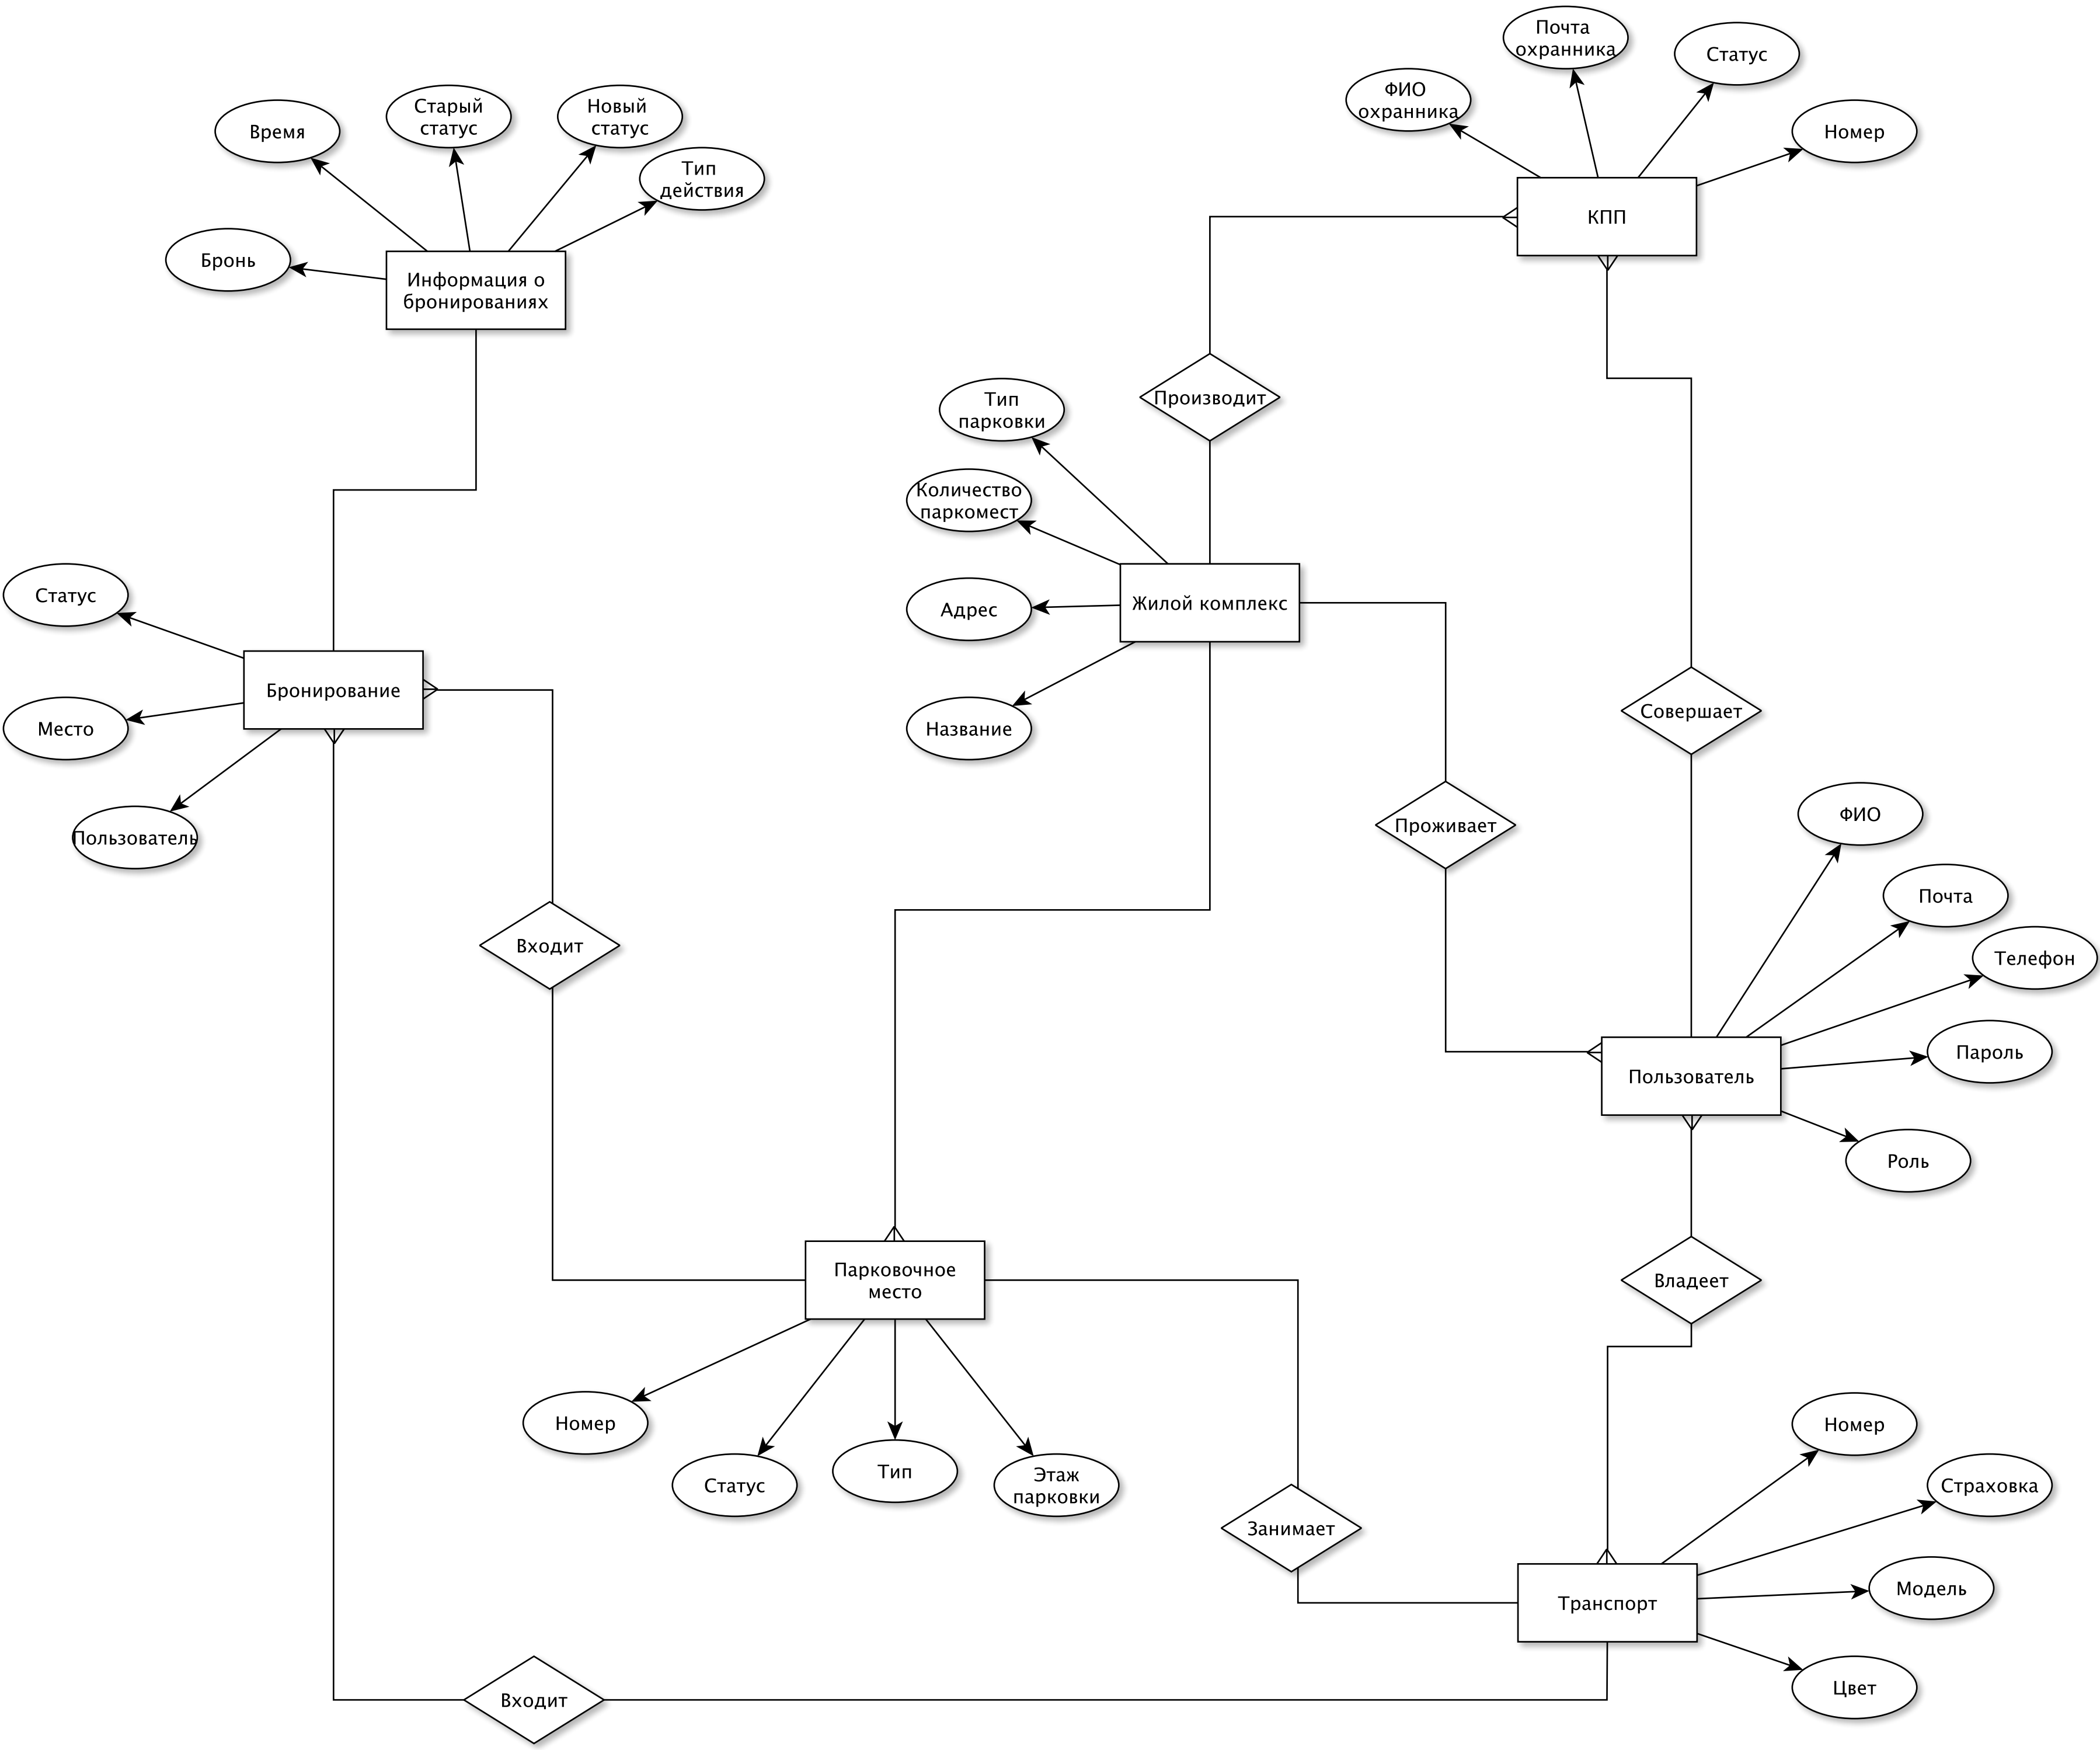 Почта
охранника
Статус
ФИО
охранника
Номер
Старый
статус
Новый
статус
Время
Тип
действия
КПП
Бронь
Информация о
бронированиях
Производит
Тип
парковки
Количество
паркомест
Статус
Адрес
Жилой комплекс
Бронирование
Место
Название
Совершает
Пользователь
Проживает
ФИО
Почта
Входит
Телефон
Пароль
Пользователь
Роль
Парковочное
место
Владеет
Номер
Статус
Тип
Этаж
парковки
Номер
Страховка
Занимает
Модель
Транспорт
Цвет
Входит